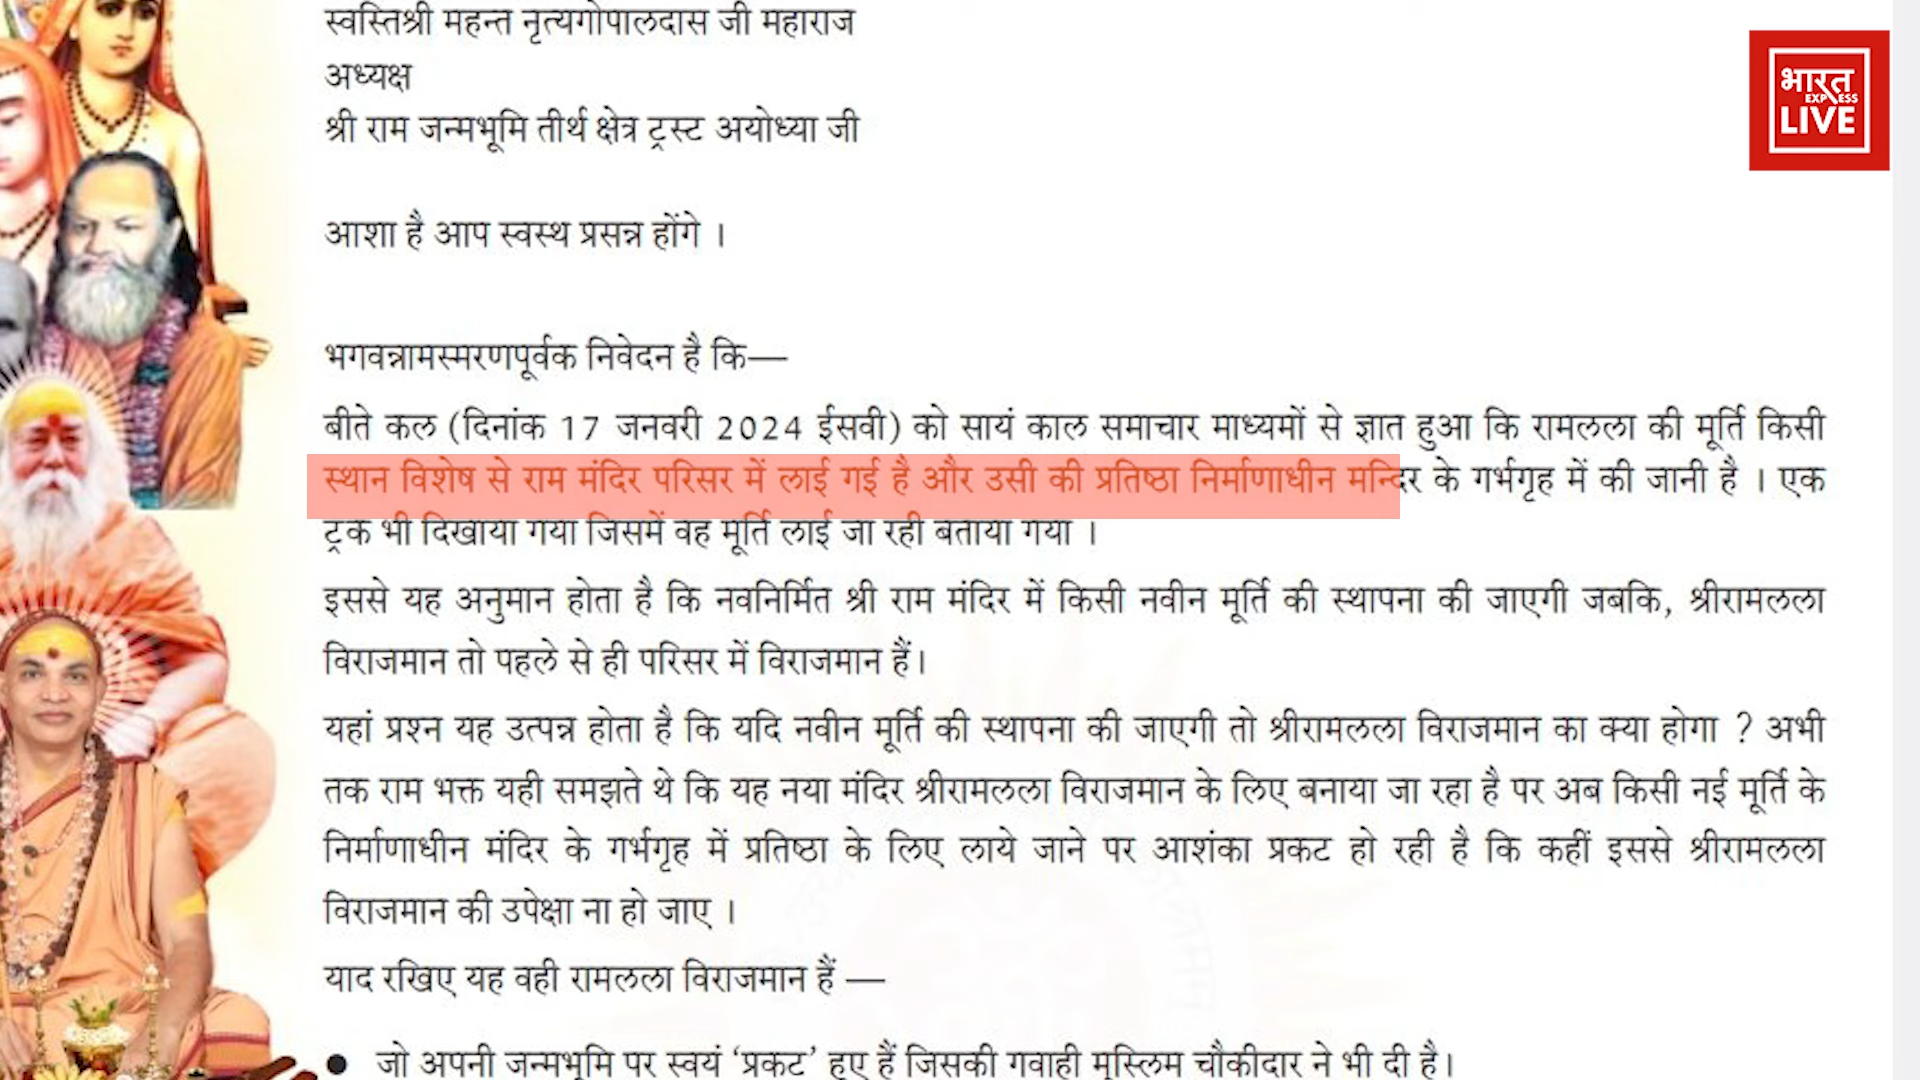 स्वस्तिश्री महन्त नृत्यगोपालदास जी महाराज
अध्यक्ष
श्री राम जन्मभूमि तीर्थ क्षेत्र ट्रस्ट अयोध्या जी
भारत
EXPRESS
LIVE
आशा है आप स्वस्थ प्रसन्न होंगे ।
भगवन्नामस्मरणपूर्वक निवेदन है कि—
बीते कल (दिनांक 17 जनवरी 2024 ईसवी) को सायं काल समाचार माध्यमों से ज्ञात हुआ कि रामलला की मूर्ति किसी
स्थान विशेष से राम मंदिर परिसर में लाई गई है और उसी की प्रतिष्ठा निर्माणाधीन मन्दिर के गर्भगृह में की जानी है । एक
ट्रक भी दिखाया गया जिसमें वह मूर्ति लाई जा रही बताया गया ।
इससे यह अनुमान होता है कि नवनिर्मित श्री राम मंदिर में किसी नवीन मूर्ति की स्थापना की जाएगी जबकि, श्रीरामलला
विराजमान तो पहले से ही परिसर में विराजमान हैं।
यहां प्रश्न यह उत्पन्न होता है कि यदि नवीन मूर्ति की स्थापना की जाएगी तो श्रीरामलला विराजमान का क्या होगा ? अभी
तक राम भक्त यही समझते थे कि यह नया मंदिर श्रीरामलला विराजमान के लिए बनाया जा रहा है पर अब किसी नई मूर्ति के
निर्माणाधीन मंदिर के गर्भगृह में प्रतिष्ठा के लिए लाये जाने पर आशंका प्रकट हो रही है कि कहीं इससे श्रीरामलला
विराजमान की उपेक्षा ना हो जाए ।
याद रखिए यह वही रामलला विराजमान हैं —
● जो अपनी जन्मभूमि पर स्वयं ‘प्रकट’ हुए हैं जिसकी गवाही मुस्लिम चौकीदार ने भी दी है।